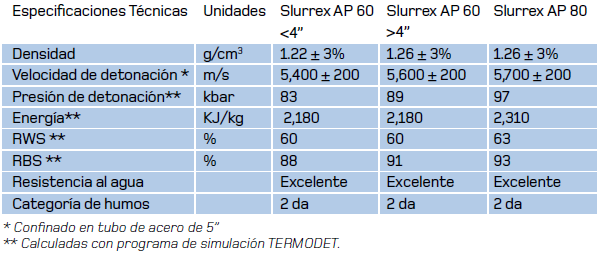 Especificaciones Técnicas Unidades Slurrex AP 60 <4” Slurrex AP 60 >4” Slurrex AP 80
Densidad g/cm³ 1.22 ± 3% 1.26 ± 3% 1.26 ± 3%
Velocidad de detonación * m/s 5,400 ± 200 5,600 ± 200 5,700 ± 200
Presión de detonación** kbar 83 89 97
Energía** KJ/kg 2,180 2,180 2,310
RWS ** % 60 60 63
RBS ** % 88 91 93
Resistencia al agua Excelente Excelente Excelente
Categoría de humos 2 da 2 da 2 da
* Confinado en tubo de acero de 5”
** Calculadas con programa de simulación TERMODET.